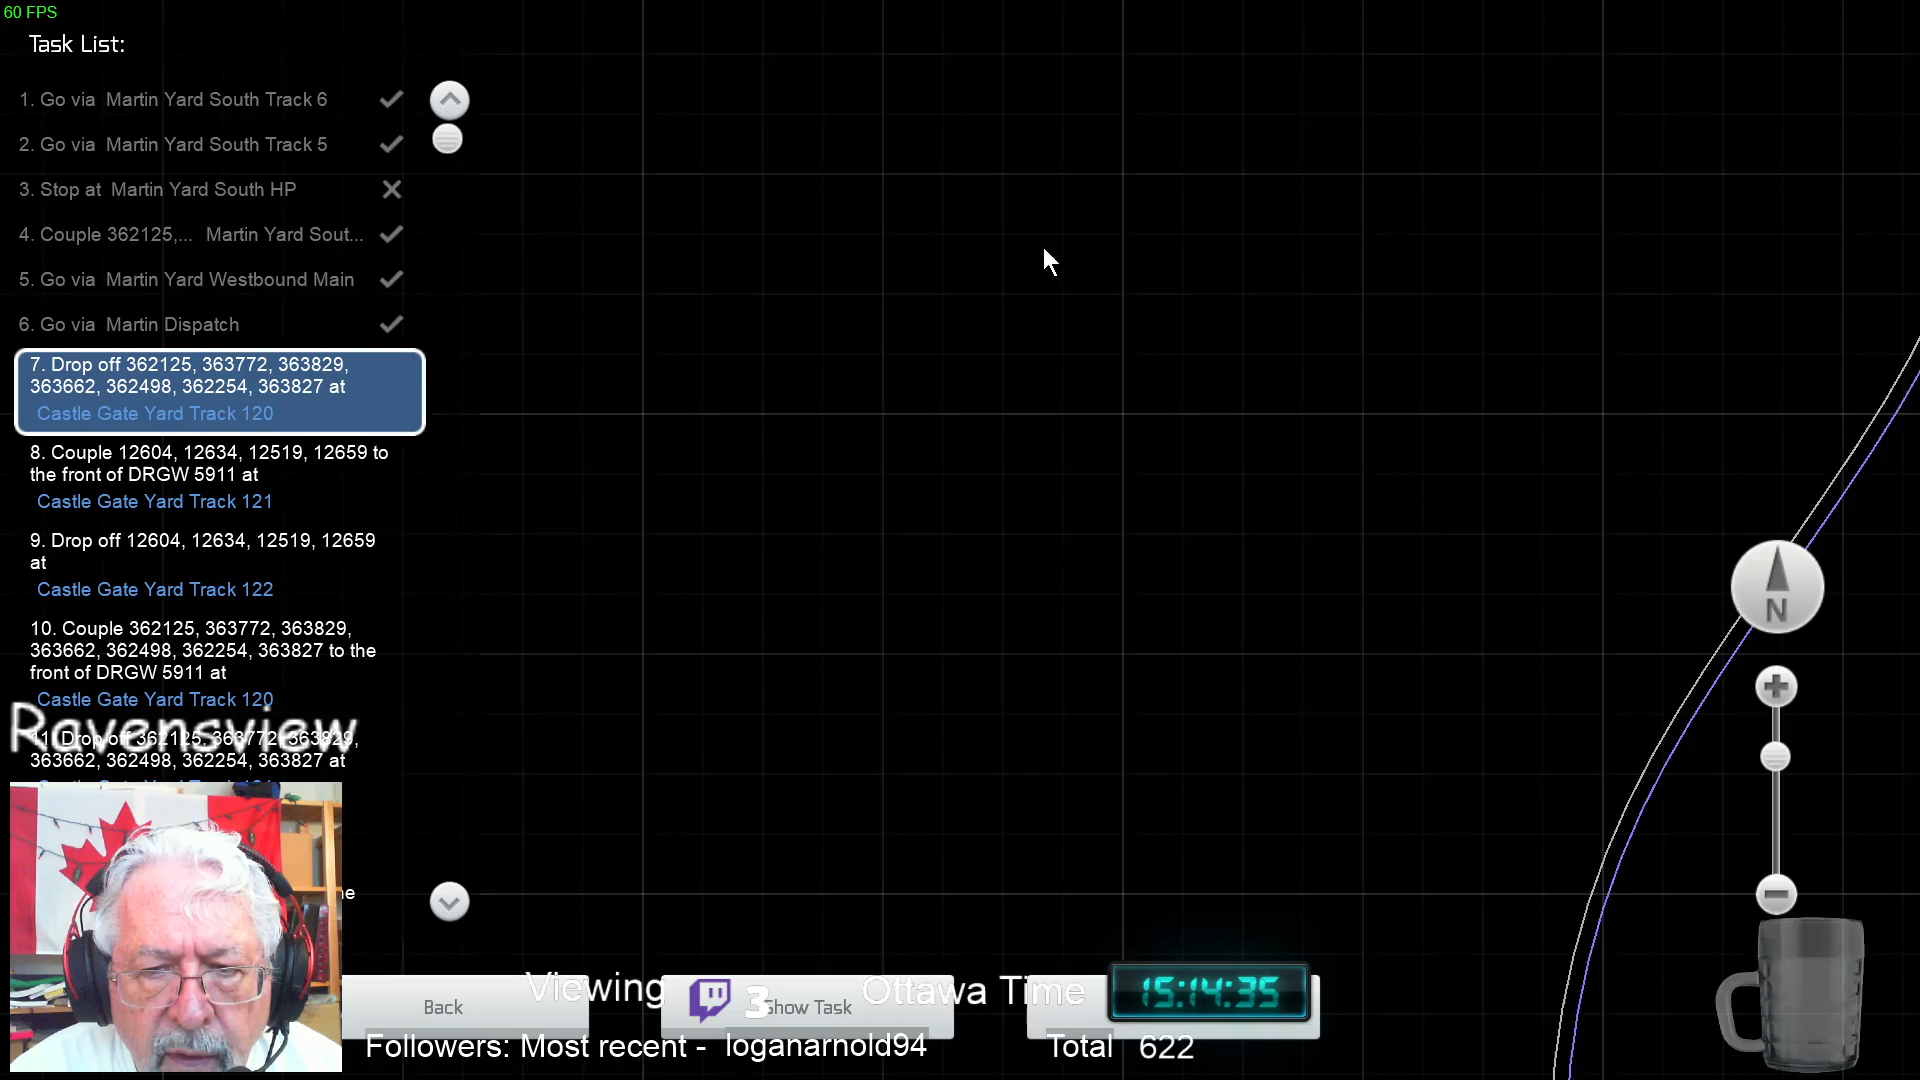 60 FPS
Task List:
1. Go via Martin Yard South Track 6
2. Go via Martin Yard South Track 5
3. Stop at Martin Yard South HP
4. Couple 362125,... Martin Yard Sout...
5. Go via Martin Yard Westbound Main
6. Go via Martin Dispatch
7. Drop off 362125, 363772, 363829,
363662, 362498, 362254, 363827 at
Castle Gate Yard Track 120
8. Couple 12604, 12634, 12519, 12659 to
the front of DRGW 5911 at
Castle Gate Yard Track 121
9. Drop off 12604, 12634, 12519, 12659
at
Castle Gate Yard Track 122
10. Couple 362125, 363772, 363829,
363662, 362498, 362254, 363827 to the
front of DRGW 5911 at
Castle Gate Yard Track 120
Ravensview
11. Drop off 362125, 363772, 363829,
363662, 362498, 362254, 363827 at
N
Back
Viewing
3
Show Task
Ottawa Time
15:14:35
Followers: Most recent - loganarnold94
Total 622